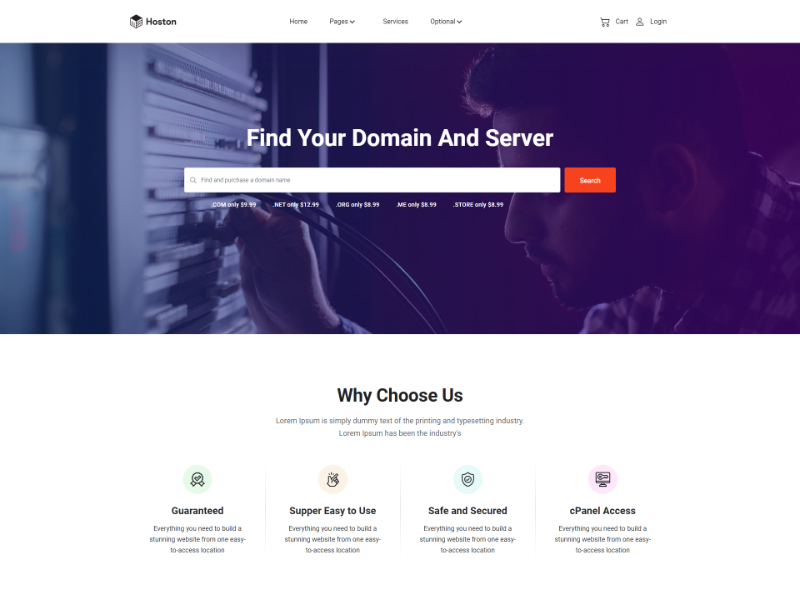 Hoston
Home Pages Services Optional Cart Login
Find Your Domain And Server
Find and purchase a domain name
Search
.COM only $9.99 .NET only $12.99 .ORG only $8.99 .ME only $8.99 .STORE only $8.99
Why Choose Us
Lorem Ipsum is simply dummy text of the printing and typesetting industry.
Lorem Ipsum has been the industry's
Guaranteed
Everything you need to build a
stunning website from one easy-
to-access location
Supper Easy to Use
Everything you need to build a
stunning website from one easy-
to-access location
Safe and Secured
Everything you need to build a
stunning website from one easy-
to-access location
cPanel Access
Everything you need to build a
stunning website from one easy-
to-access location